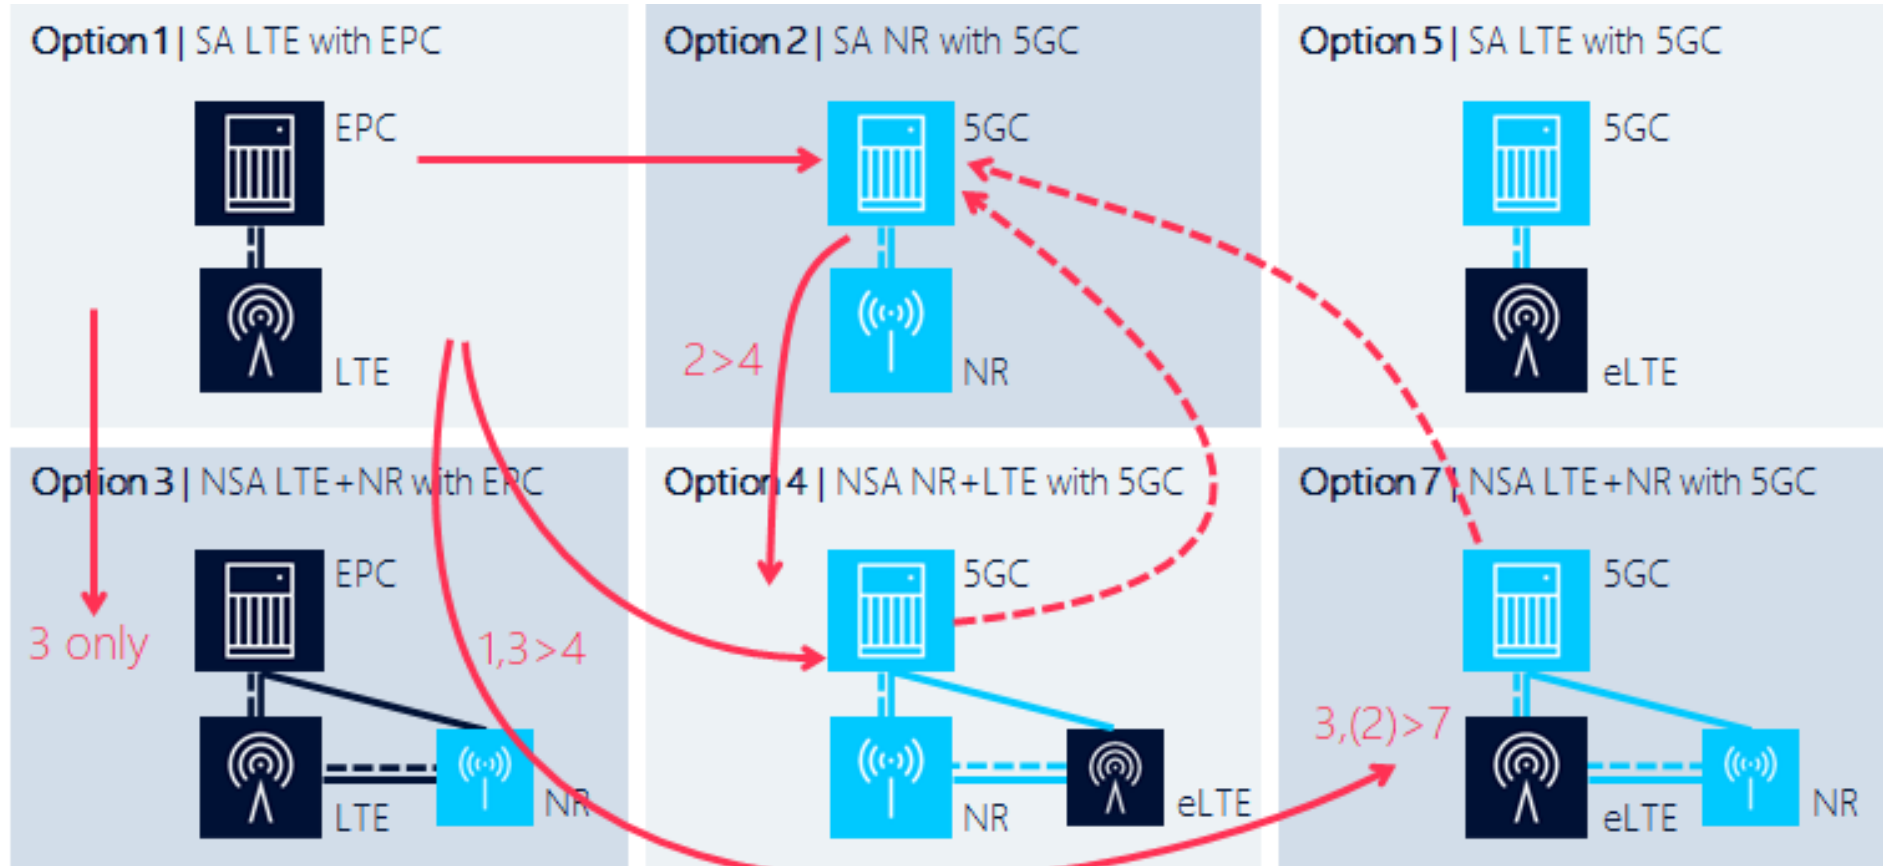 Option 1 | SA LTE with EPC
EPC
LTE
Option 2 | SA NR with 5GC
5GC
2>4
NR
Option 5 | SA LTE with 5GC
5GC
eLTE
Option 3 | NSA LTE+NR with EPC
EPC
3 only
1,3>4
LTE
NR
Option 4 | NSA NR+LTE with 5GC
5GC
NR
eLTE
Option 7 | NSA LTE+NR with 5GC
5GC
3,(2)>7
eLTE
NR